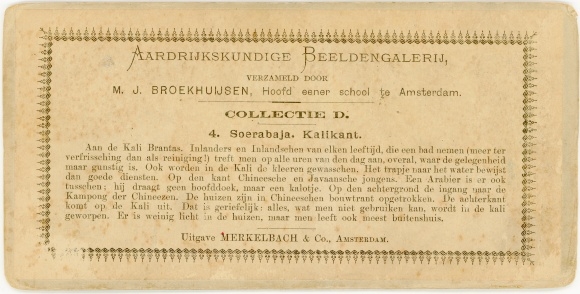 AARDRIJKSKUNDIGE BEELDENGALERIJ,
VERZAMELD DOOR
M. J. BROEKHUIJSEN, Hoofd eener school te Amsterdam.
COLLECTIE D.
4. Soerabaja. Kalikant.
Aan de Kali Brantas. Inlanders en Inlandschen van elken leeftijd, die een bad nemen (meer ter
verfrissching dan als reiniging!) treft men op alle uren van den dag aan, overal, waar de gelegenheid
maar gunstig is. Ook worden in de Kali de kleeren gewasschen. Het trapje naar het water bewijst
dan goede diensten. Op den kant Chineesche en Javaansche jongens. Een Arabier is er ook
tusschen; hij draagt geen hoofddoek, maar een kalotje. Op den achtergrond de ingang naar de
Kampong der Chineezen. De huizen zijn in Chineeschen bouwtrant opgetrokken. De achterkant
komt op de Kali uit. Dat is geriefelijk: alles, wat men niet gebruiken kan, wordt in de kali
geworpen. Er is weinig licht in de huizen, maar men leeft ook meest buitenshuis.
Uitgave MERKELBACH & Co., AMSTERDAM.